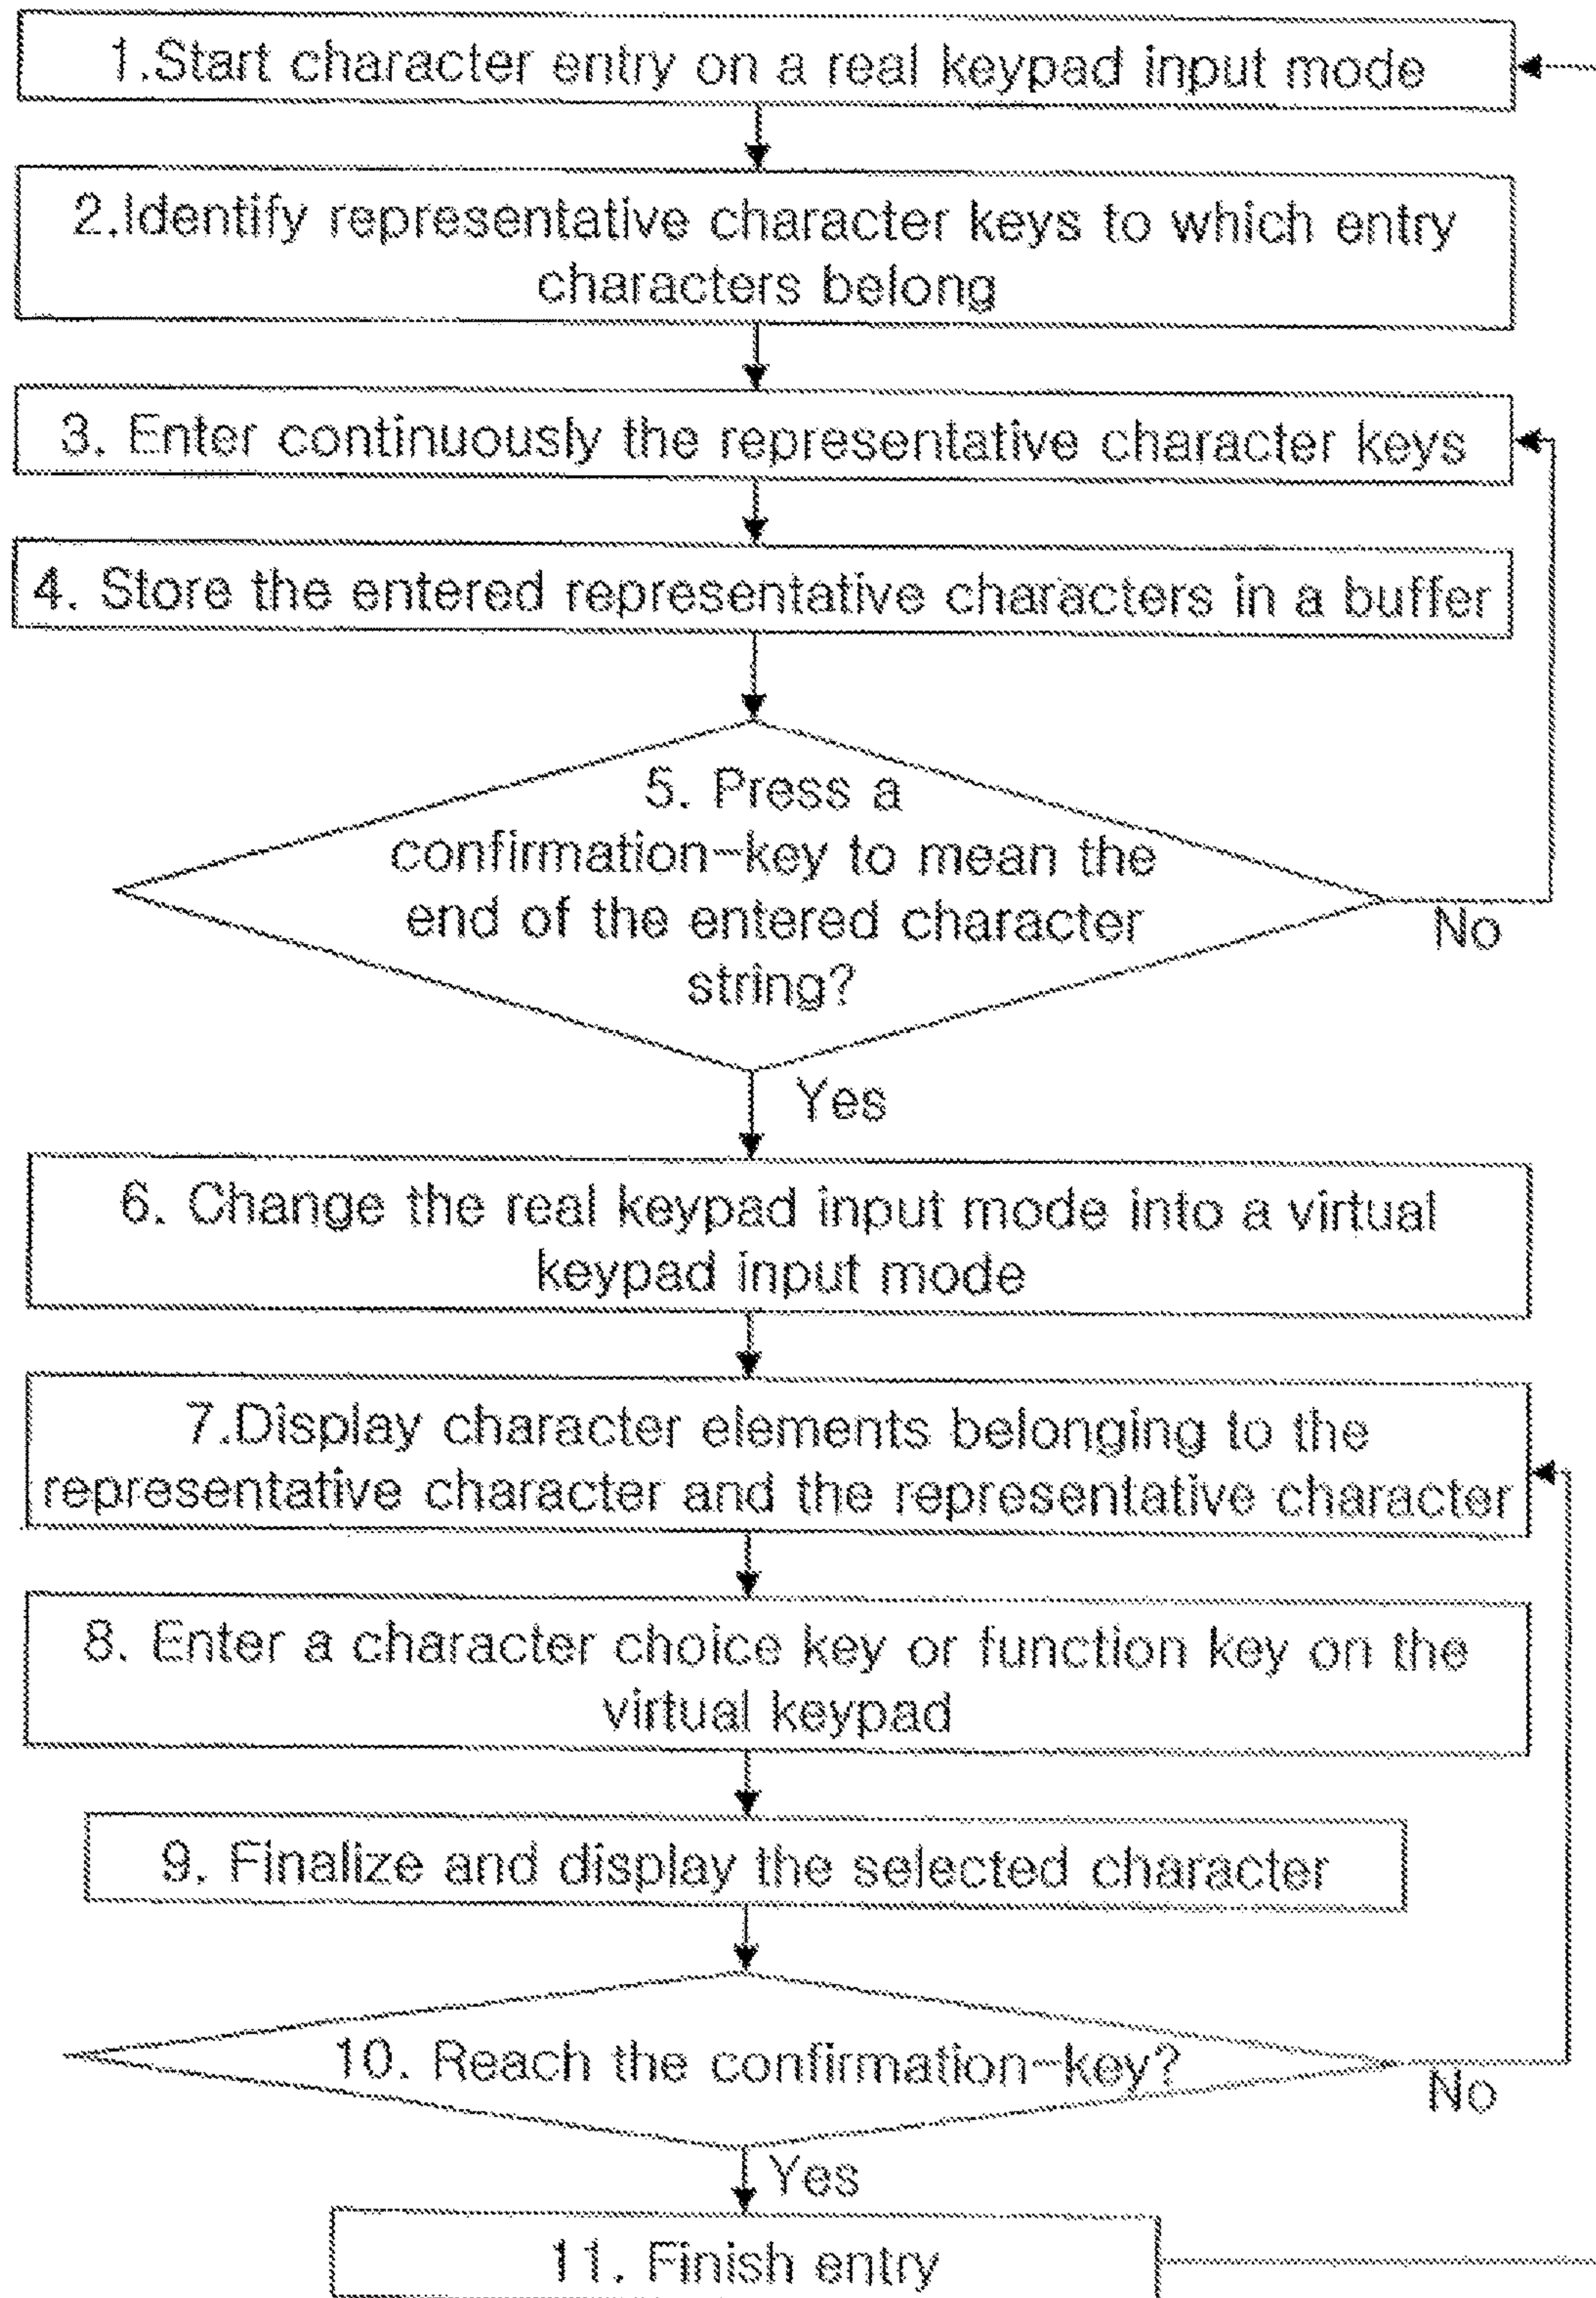 1.Start character entry on a real keypad input mode
2.Identify representative character keys to which entry
characters belong
3. Enter continuously the representative character keys
4. Store the entered representative characters in a buffer
5. Press a
confirmation-key to mean the
end of the entered character
string?
No
Yes
6. Change the real keypad input mode into a virtual
keypad input mode
7.Display character elements belonging to the
representative character and the representative character
8. Enter a character choice key or function key on the
virtual keypad
9. Finalize and display the selected character
10. Reach the confirmation-key?
No
Yes
11. Finish entry